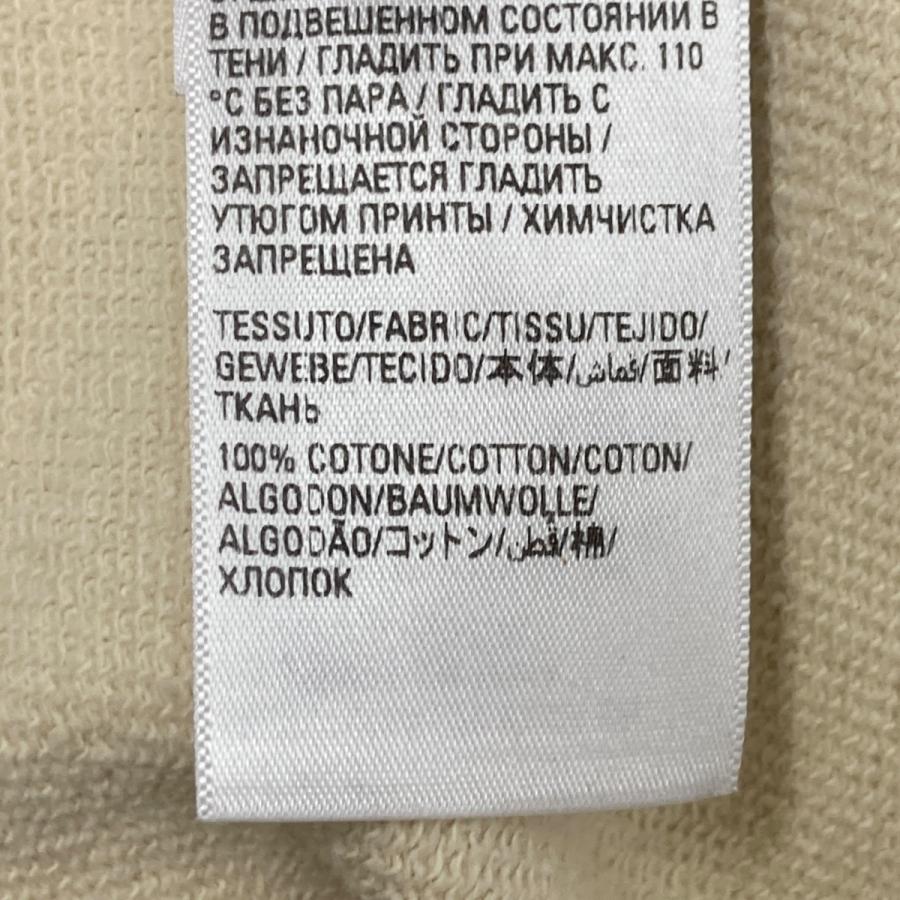 В ПОДВЕШЕННОМ СОСТОЯНИИ В
ТЕНИ / ГЛАДИТЬ ПРИ МАКС. 110
°C БЕЗ ПАРА / ГЛАДИТЬ С
ИЗНАНОЧНОЙ СТОРОНЫ /
ЗАПРЕЩАЕТСЯ ГЛАДИТЬ
УТЮГОМ ПРИНТЫ / ХИМЧИСТКА
ЗАПРЕЩЕНА
TESSUTO/FABRIC/TISSU/TEJIDO/
GEWEBE/TECIDO/本体/قماش/面料/
ТКАНЬ
100% COTONE/COTTON/COTON/
ALGODON/BAUMWOLLE/
ALGODÃO/コットン/قطن/棉/
ХЛОПОК